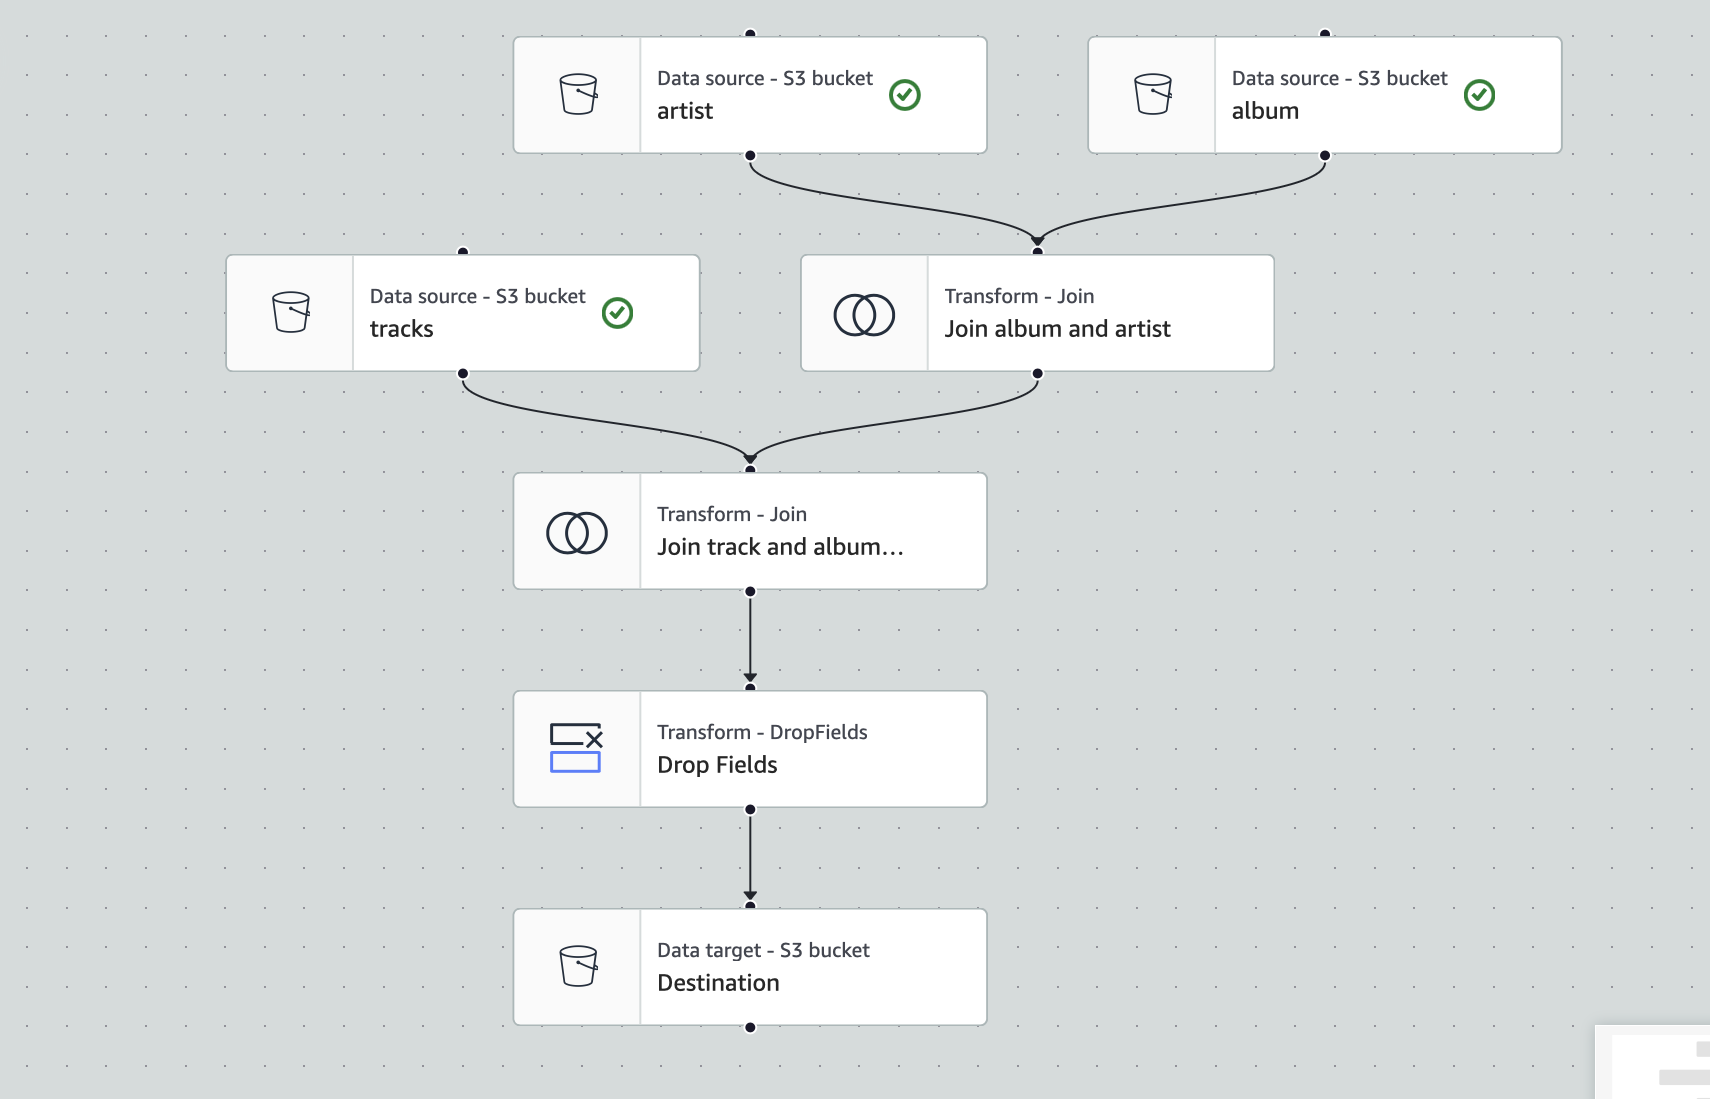 Data source - S3 bucket
artist
Data source - S3 bucket
album
Data source - S3 bucket
tracks
Transform - Join
Join album and artist
Transform - Join
Join track and album...
Transform - DropFields
Drop Fields
Data target - S3 bucket
Destination